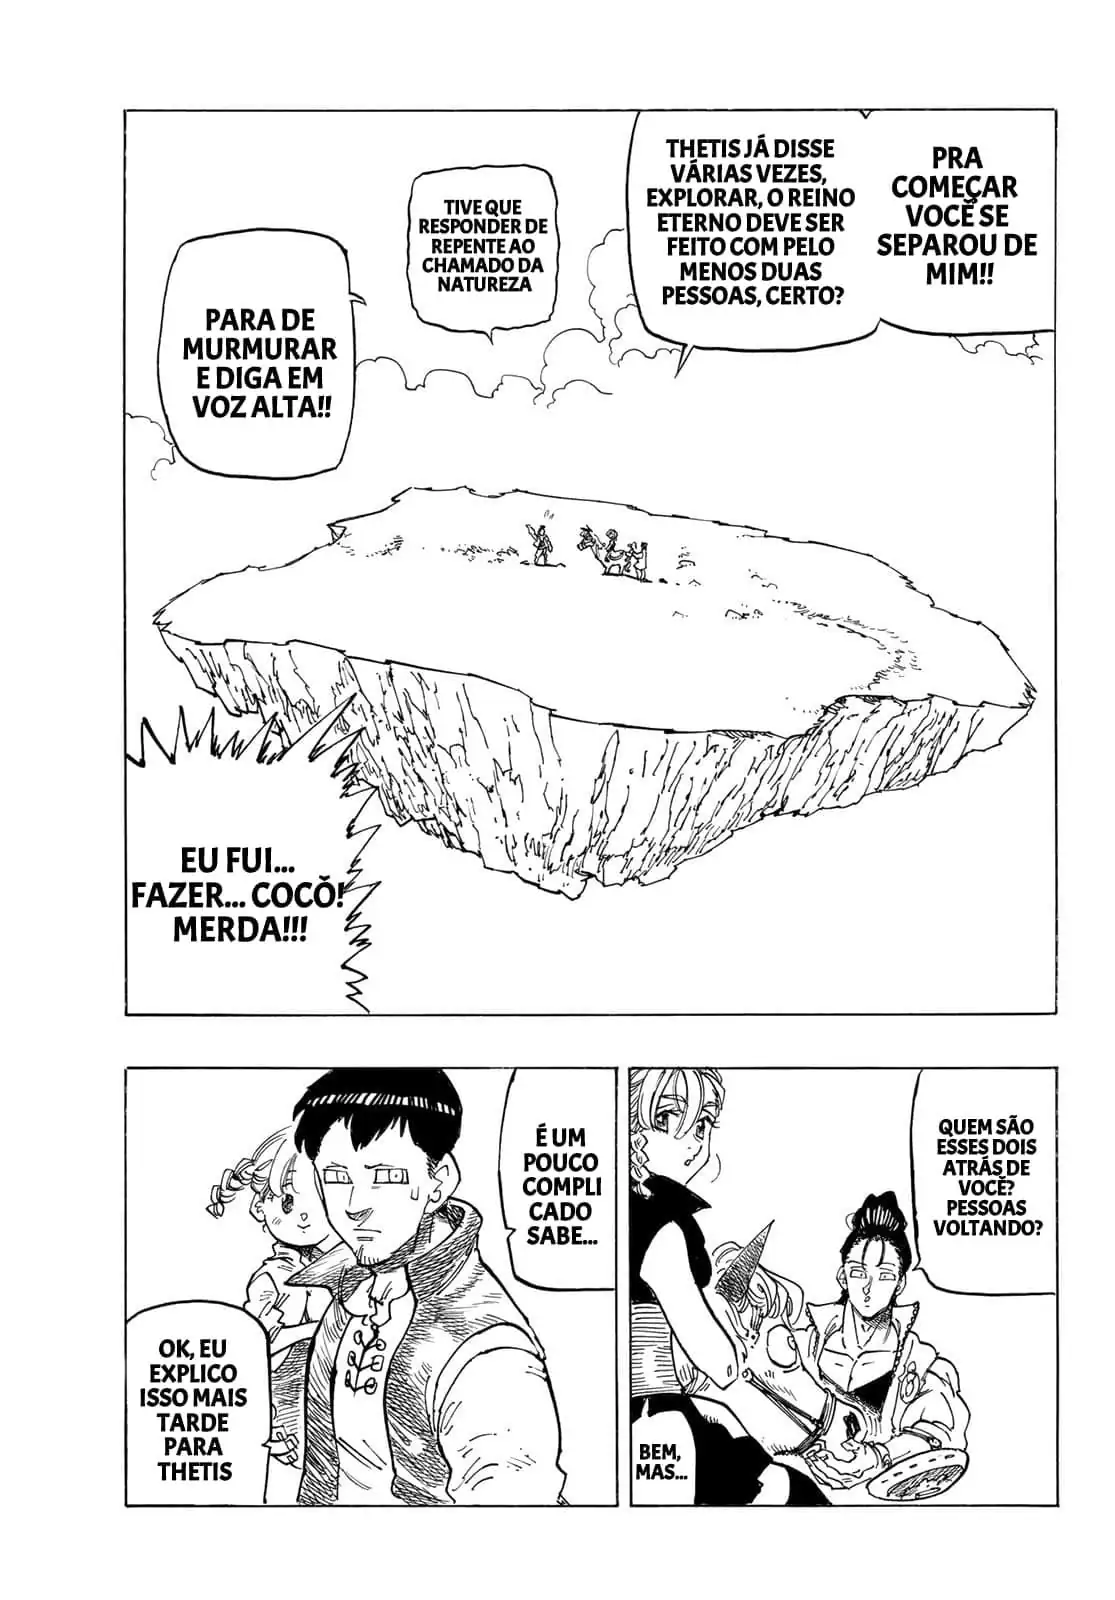 PRA
COMEÇAR
VOCÊ SE
SEPAROU DE
MIM!!
THETIS JÁ DISSE
VÁRIAS VEZES,
EXPLORAR, O REINO
ETERNO DEVE SER
FEITO COM PELO
MENOS DUAS
PESSOAS, CERTO?
TIVE QUE
RESPONDER DE
REPENTE AO
CHAMADO DA
NATUREZA
PARA DE
MURMURAR
E DIGA EM
VOZ ALTA!!
EU FUI...
FAZER... COCÔ!
MERDA!!!
QUEM SÃO
ESSES DOIS
ATRÁS DE
VOCÊ?
PESSOAS
VOLTANDO?
BEM,
MAS...
É UM
POUCO
COMPLI
CADO
SABE...
OK, EU
EXPLICO
ISSO MAIS
TARDE
PARA
THETIS